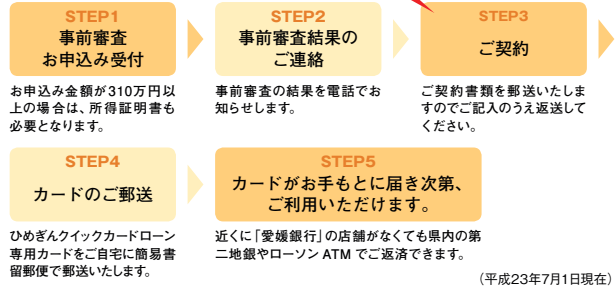 STEP1
事前審査
お申込み受付
お申込み金額が310万円以
上の場合は、所得証明書も
必要となります。
STEP2
事前審査結果の
ご連絡
事前審査の結果を電話でお
知らせします。
STEP3
ご契約
ご契約書類を郵送いたしま
すのでご記入のうえ返送して
ください。
STEP4
カードのご郵送
ひめぎんクイックカードローン
専用カードをご自宅に簡易書
留郵便で郵送いたします。
STEP5
カードがお手もとに届き次第、
ご利用いただけます。
近くに「愛媛銀行」の店舗がなくても県内の第
二地銀やローソン ATM でご返済できます。
（平成23年7月1日現在）